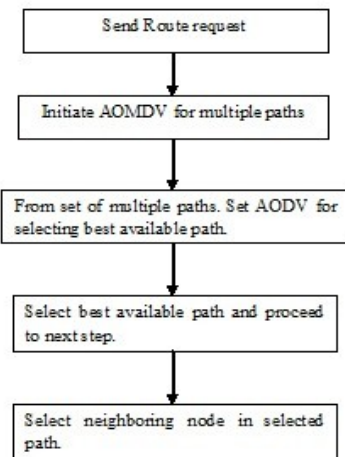 Send Route request
Initiate AOMDV for multiple paths
From set of multiple paths. Set AODV for
selecting best available path.
Select best available path and proceed
to next step.
Select neighboring node in selected
path.